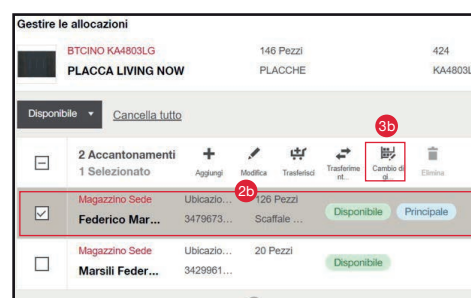 Gestire le allocazioni
BTCINO KA4803LG 146 Pezzi 424
PLACCA LIVING NOW PLACCHE KA4803L
Disponibile Cancella tutto
3b
2 Accantonamenti
1 Selezionato
Aggiungi Modifica Trasferisci Trasferime nt... Cambio di gi... Elimina
2b
Magazzino Sede Ubicazio... 126 Pezzi
Federico Mar... 3479673... Scaffale ... Disponibile Principale
Magazzino Sede Ubicazio... 20 Pezzi
Marsili Feder... 3429961... Disponibile